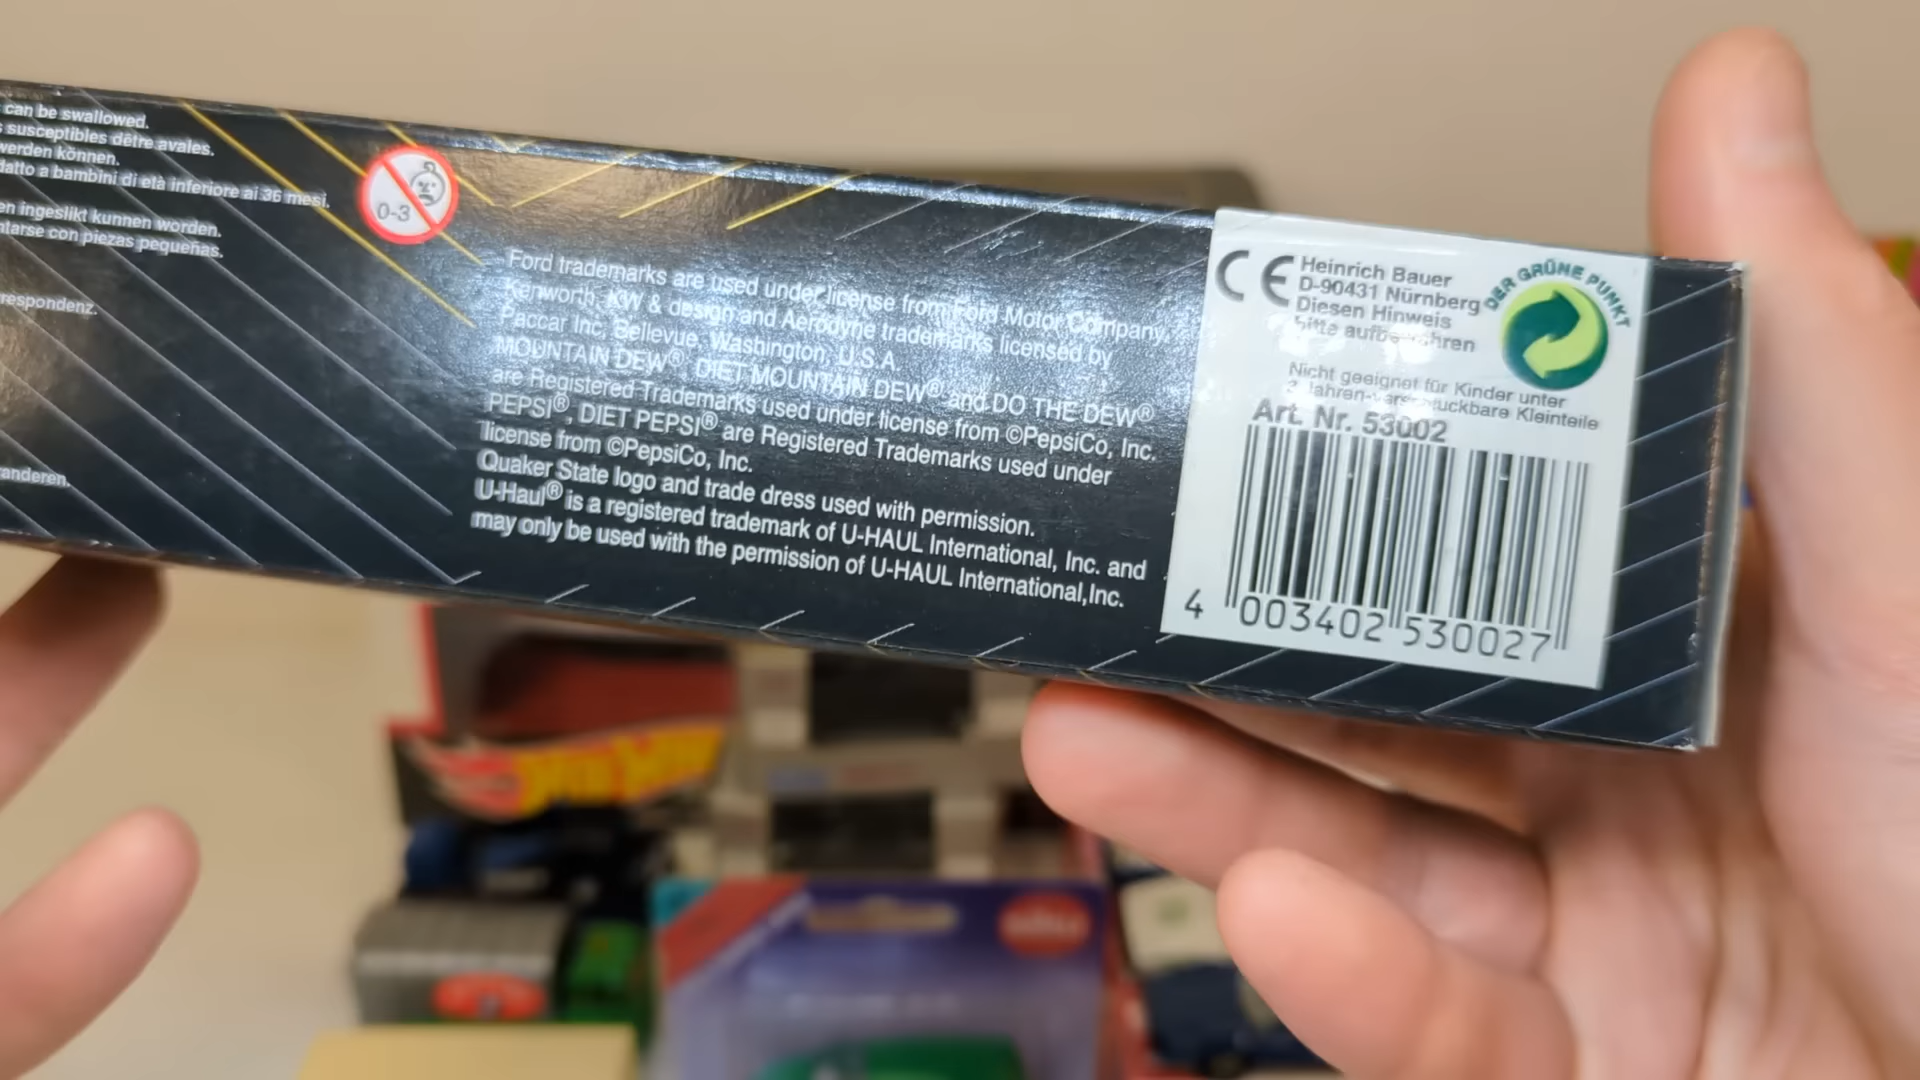 can be swallowed.
susceptibles dêtre avales.
werden können.
datto a bambini di età inferiore ai 36 mesi.
en ingeslikt kunnen worden.
ntarse con piezas pequeñas.
respondenz.
anderen.
0-3
Ford trademarks are used under license from Ford Motor Company.
Kenworth, KW & design and Aerodyne trademarks licensed by
Paccar Inc, Bellevue, Washington, U.S.A.
MOUNTAIN DEW®, DIET MOUNTAIN DEW® and DO THE DEW®
are Registered Trademarks used under license from ©PepsiCo, Inc.
PEPSI®, DIET PEPSI® are Registered Trademarks used under
license from ©PepsiCo, Inc.
Quaker State logo and trade dress used with permission.
U-Haul® is a registered trademark of U-HAUL International, Inc. and
may only be used with the permission of U-HAUL International,Inc.
CE
Heinrich Bauer
D-90431 Nürnberg
Diesen Hinweis
bitte aufbewahren
DER GRÜNE PUNKT
Nicht geeignet für Kinder unter
3 Jahren-verschluckbare Kleinteile
Art. Nr. 53002
4 003402 530027
Hot Wheels
siku